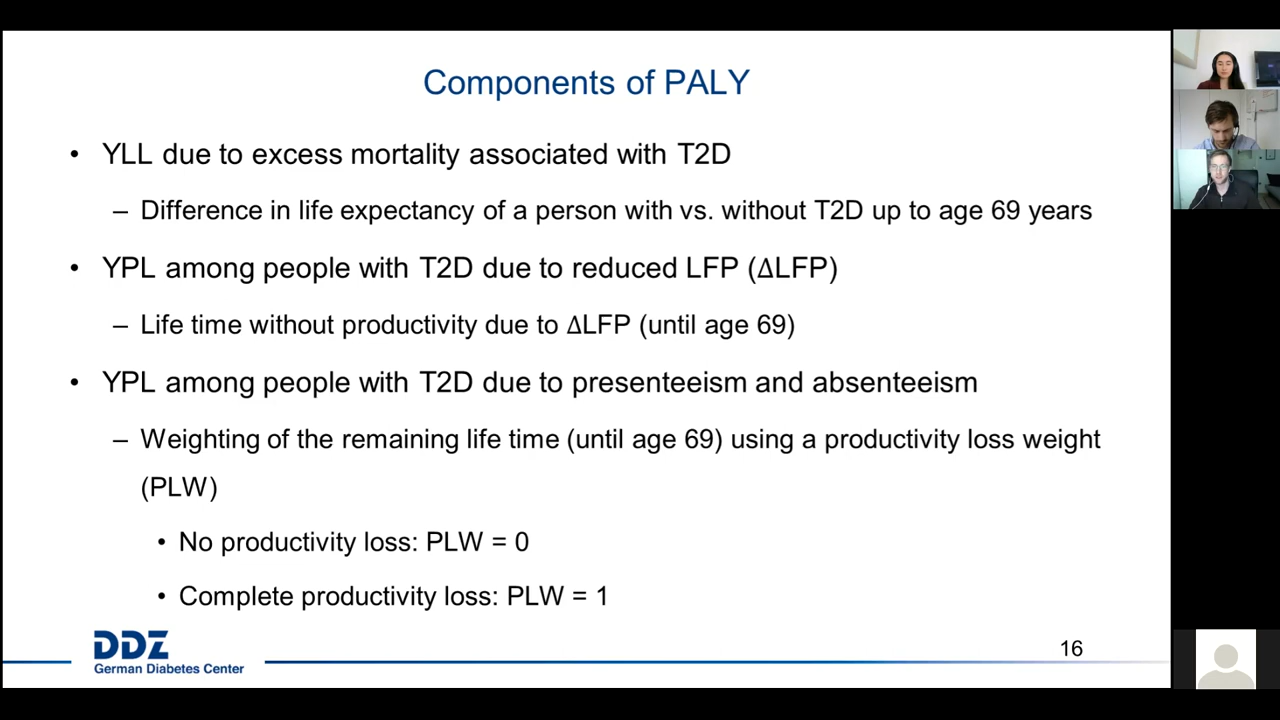 Components of PALY
• YLL due to excess mortality associated with T2D
– Difference in life expectancy of a person with vs. without T2D up to age 69 years
• YPL among people with T2D due to reduced LFP (ΔLFP)
– Life time without productivity due to ΔLFP (until age 69)
• YPL among people with T2D due to presenteeism and absenteeism
– Weighting of the remaining life time (until age 69) using a productivity loss weight
(PLW)
• No productivity loss: PLW = 0
• Complete productivity loss: PLW = 1
DDZ
German Diabetes Center
16